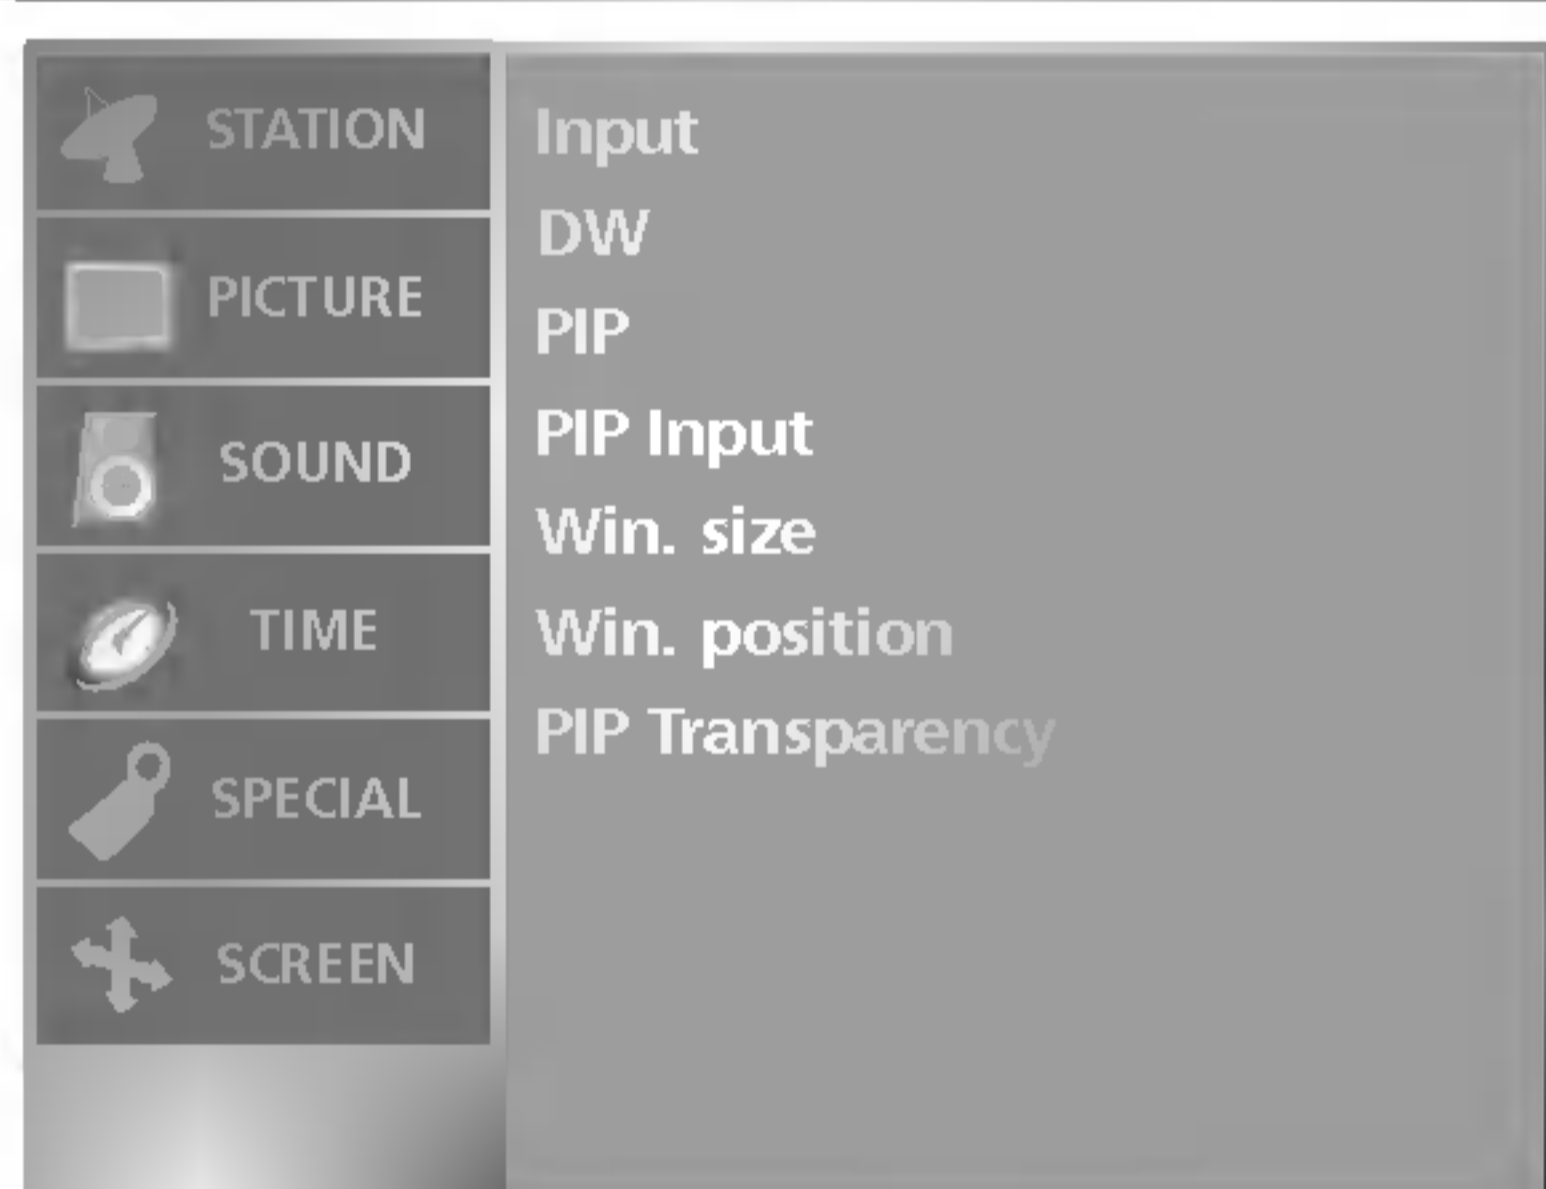 STATION
PICTURE
SOUND
TIME
SPECIAL
SCREEN
Input
DW
PIP
PIP Input
Win. size
Win. position
PIP Transparency